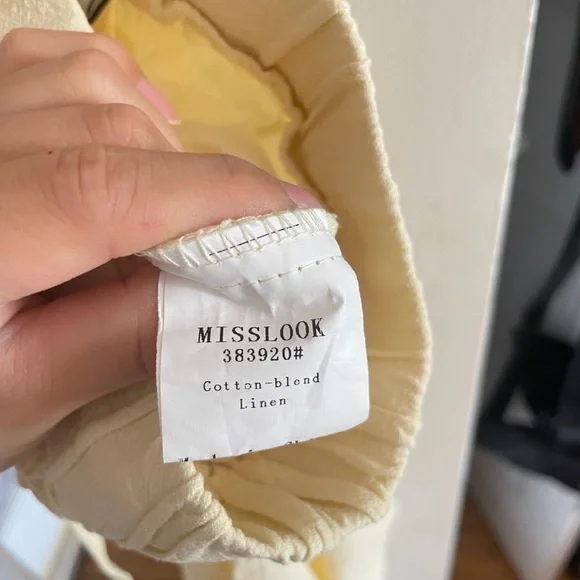 MISSLOOK
383920#
Cotton-blend
Linen